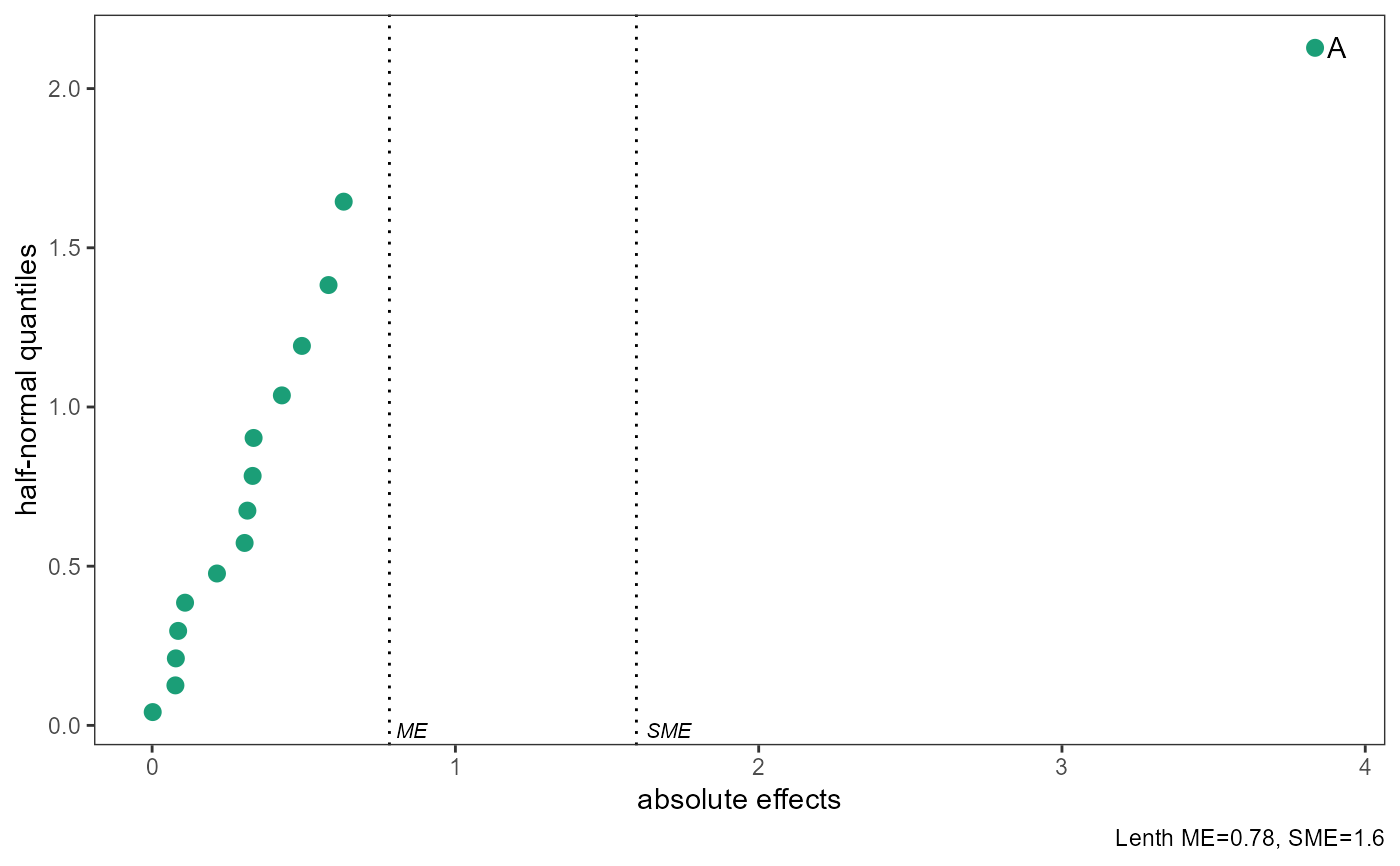 A
2.0
1.5
1.0
0.5
0.0
half-normal quantiles
ME
SME
0
1
2
3
4
absolute effects
Lenth ME=0.78, SME=1.6